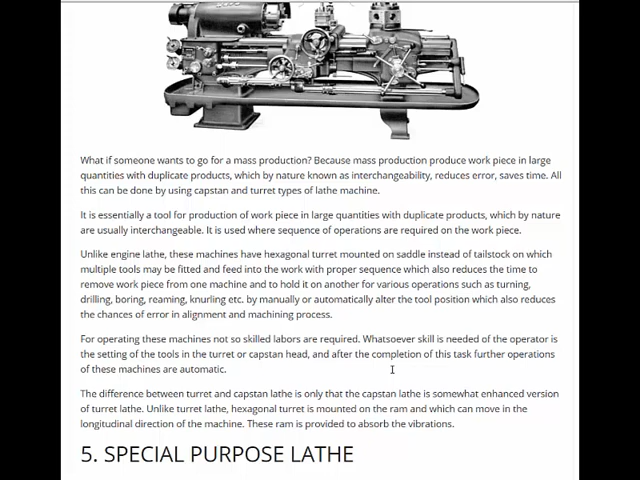 What if someone wants to go for a mass production? Because mass production produce work piece in large
quantities with duplicate products, which by nature known as interchangeability, reduces error, saves time. All
this can be done by using capstan and turret types of lathe machine.
It is essentially a tool for production of work piece in large quantities with duplicate products, which by nature
are usually interchangeable. It is used where sequence of operations are required on the work piece.
Unlike engine lathe, these machines have hexagonal turret mounted on saddle instead of tailstock on which
multiple tools may be fitted and feed into the work with proper sequence which also reduces the time to
remove work piece from one machine and to hold it on another for various operations such as turning,
drilling, boring, reaming, knurling etc. by manually or automatically alter the tool position which also reduces
the chances of error in alignment and machining process.
For operating these machines not so skilled labors are required. Whatsoever skill is needed of the operator is
the setting of the tools in the turret or capstan head, and after the completion of this task further operations
of these machines are automatic.
The difference between turret and capstan lathe is only that the capstan lathe is somewhat enhanced version
of turret lathe. Unlike turret lathe, hexagonal turret is mounted on the ram and which can move in the
longitudinal direction of the machine. These ram is provided to absorb the vibrations.
5. SPECIAL PURPOSE LATHE